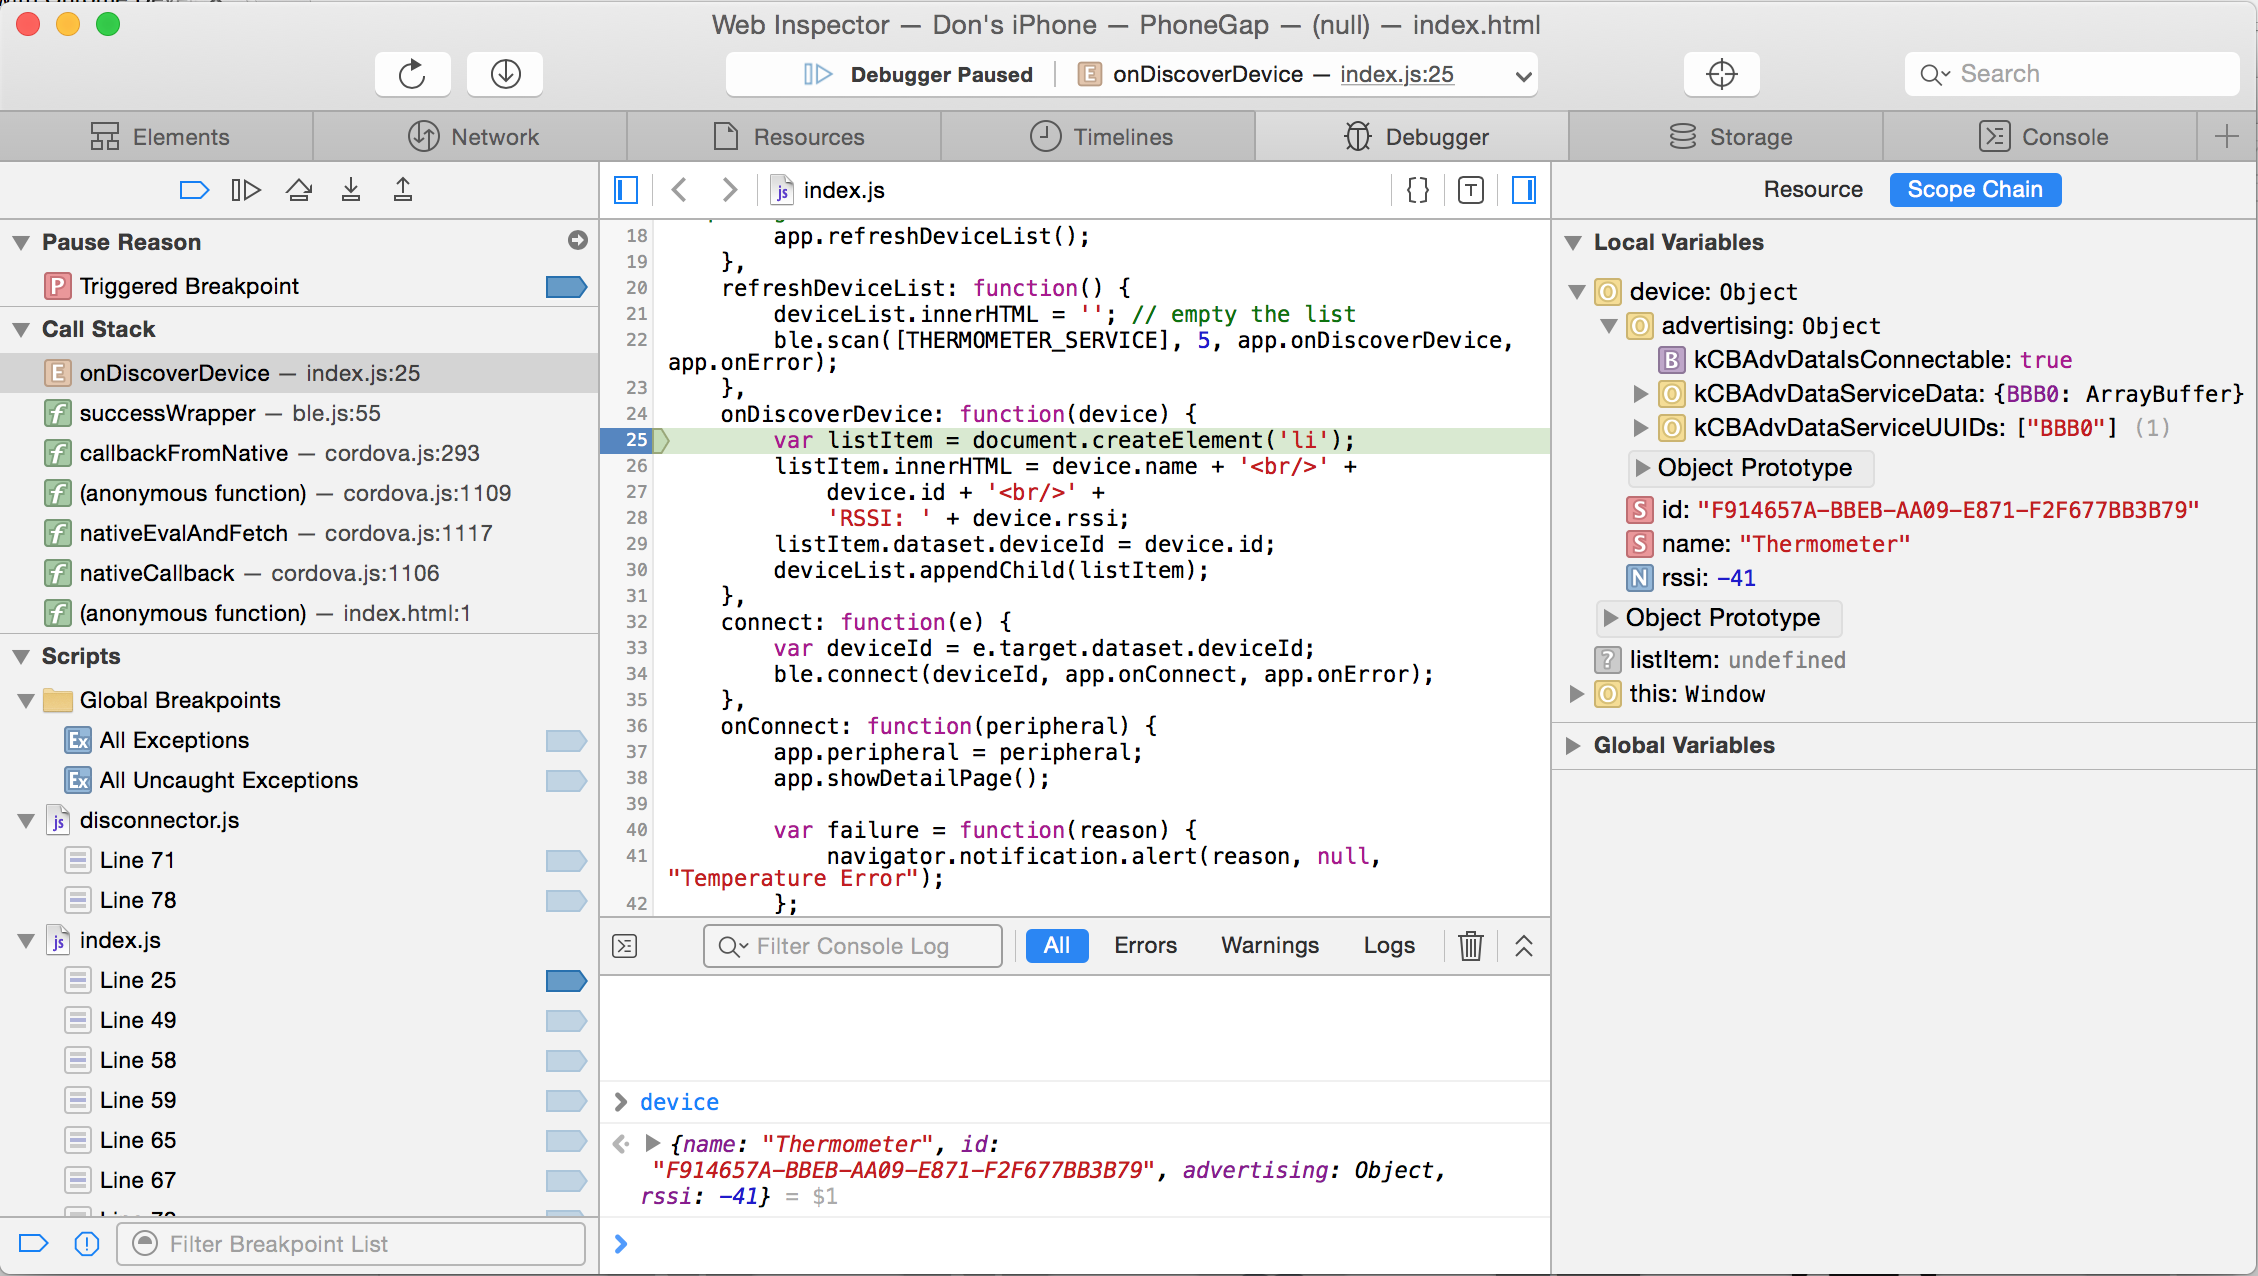 Web Inspector — Don's iPhone — PhoneGap — (null) — index.html
Debugger Paused
E onDiscoverDevice — index.js:25
Search
Elements
Network
Resources
Timelines
Debugger
Storage
Console
Pause Reason
P Triggered Breakpoint
Call Stack
E onDiscoverDevice — index.js:25
f successWrapper — ble.js:55
f callbackFromNative — cordova.js:293
f (anonymous function) — cordova.js:1109
f nativeEvalAndFetch — cordova.js:1117
f nativeCallback — cordova.js:1106
f (anonymous function) — index.html:1
Scripts
Global Breakpoints
Ex All Exceptions
Ex All Uncaught Exceptions
js disconnector.js
Line 71
Line 78
js index.js
Line 25
Line 49
Line 58
Line 59
Line 65
Line 67
Filter Breakpoint List
js index.js
{} T
18 app.refreshDeviceList();
19 },
20 refreshDeviceList: function() {
21 deviceList.innerHTML = ''; // empty the list
22 ble.scan([THERMOMETER_SERVICE], 5, app.onDiscoverDevice,
app.onError);
23 },
24 onDiscoverDevice: function(device) {
25 var listItem = document.createElement('li');
26 listItem.innerHTML = device.name + '<br/>' +
27 device.id + '<br/>' +
28 'RSSI: ' + device.rssi;
29 listItem.dataset.deviceId = device.id;
30 deviceList.appendChild(listItem);
31 },
32 connect: function(e) {
33 var deviceId = e.target.dataset.deviceId;
34 ble.connect(deviceId, app.onConnect, app.onError);
35 },
36 onConnect: function(peripheral) {
37 app.peripheral = peripheral;
38 app.showDetailPage();
39
40 var failure = function(reason) {
41 navigator.notification.alert(reason, null,
"Temperature Error");
42 };
Filter Console Log
All
Errors
Warnings
Logs
> device
{name: "Thermometer", id:
"F914657A-BBEB-AA09-E871-F2F677BB3B79", advertising: Object,
rssi: -41} = $1
>
Resource
Scope Chain
Local Variables
O device: Object
O advertising: Object
B kCBAdvDataIsConnectable: true
O kCBAdvDataServiceData: {BBB0: ArrayBuffer}
O kCBAdvDataServiceUUIDs: ["BBB0"] (1)
Object Prototype
S id: "F914657A-BBEB-AA09-E871-F2F677BB3B79"
S name: "Thermometer"
N rssi: -41
Object Prototype
? listItem: undefined
O this: Window
Global Variables